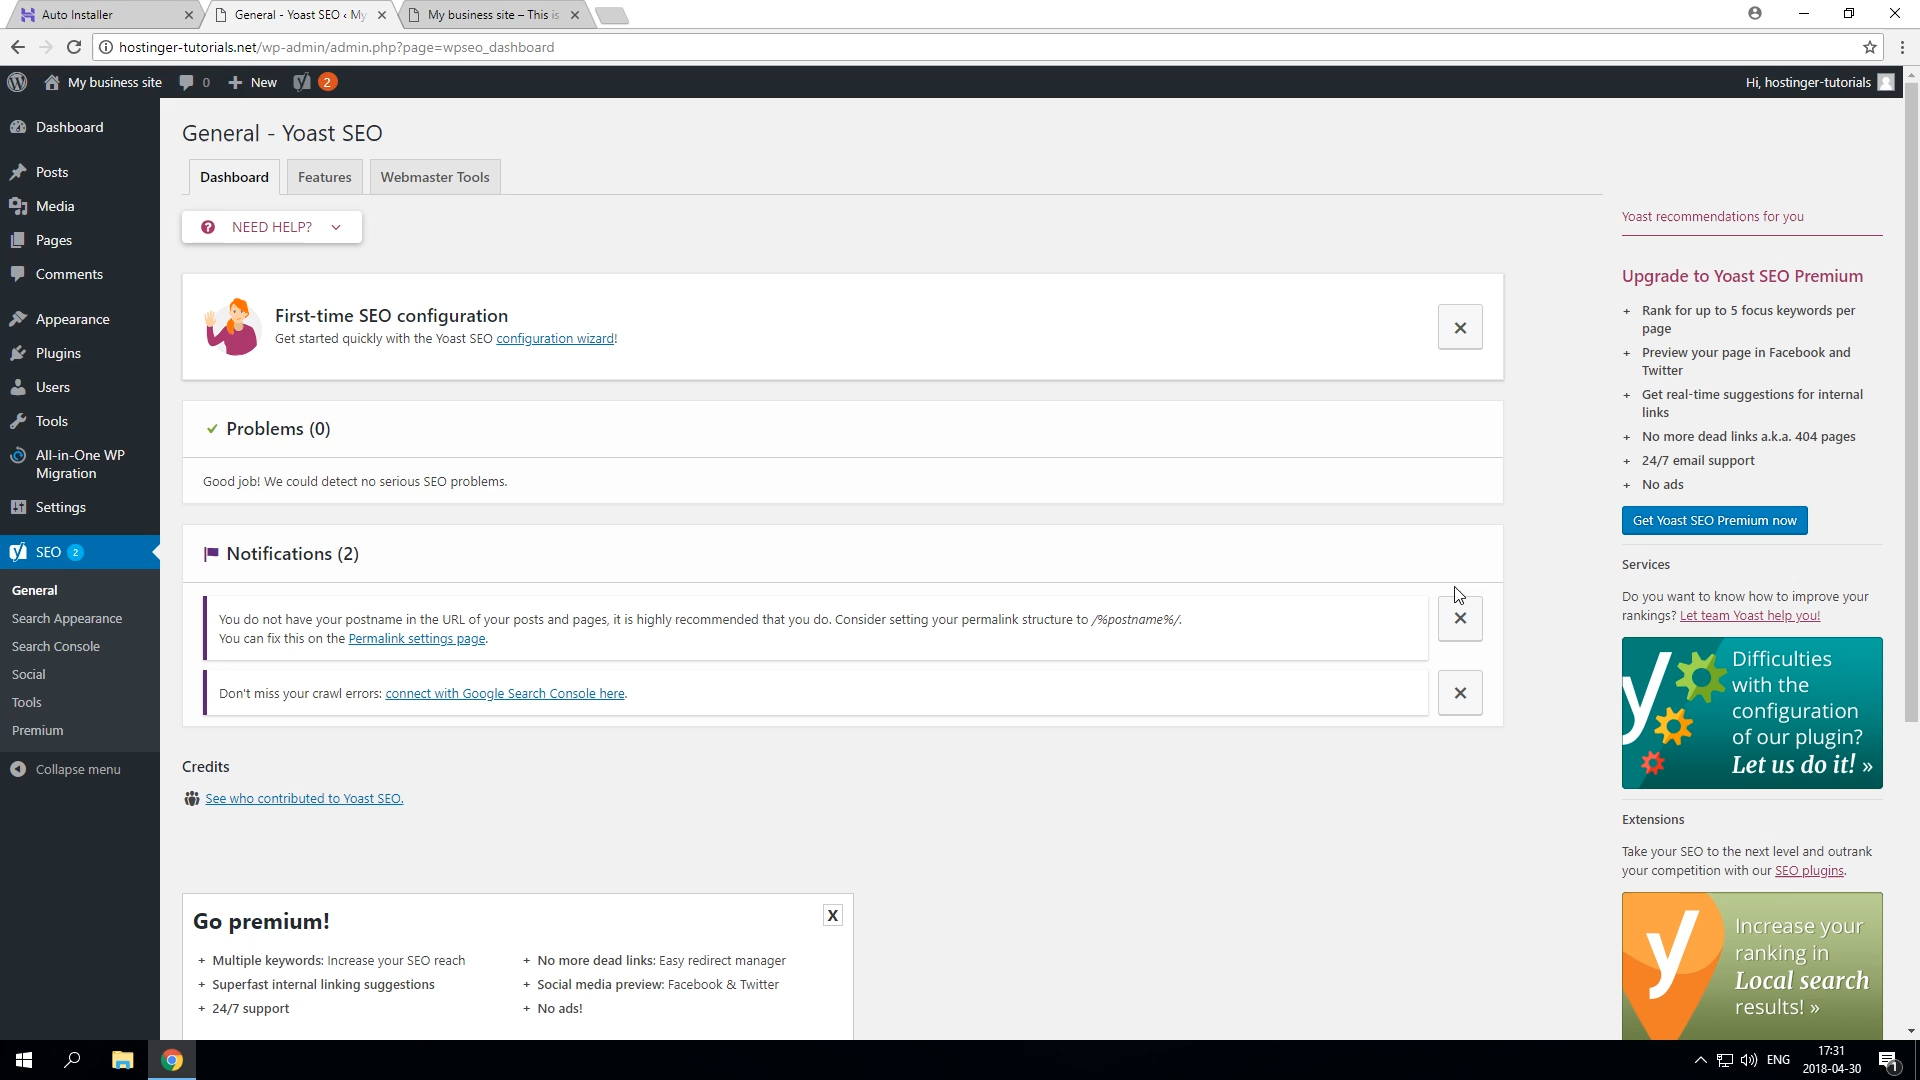 Auto Installer
General - Yoast SEO ‹ My
My business site – This is
hostinger-tutorials.net/wp-admin/admin.php?page=wpseo_dashboard
My business site
0
New
2
Hi, hostinger-tutorials
Dashboard
Posts
Media
Pages
Comments
Appearance
Plugins
Users
Tools
All-in-One WP
Migration
Settings
SEO 2
General
Search Appearance
Search Console
Social
Tools
Premium
Collapse menu
General - Yoast SEO
Dashboard
Features
Webmaster Tools
NEED HELP?
First-time SEO configuration
Get started quickly with the Yoast SEO configuration wizard!
Problems (0)
Good job! We could detect no serious SEO problems.
Notifications (2)
You do not have your postname in the URL of your posts and pages, it is highly recommended that you do. Consider setting your permalink structure to /%postname%/.
You can fix this on the Permalink settings page.
Don't miss your crawl errors: connect with Google Search Console here.
Credits
See who contributed to Yoast SEO.
Go premium!
X
+ Multiple keywords: Increase your SEO reach
+ Superfast internal linking suggestions
+ 24/7 support
+ No more dead links: Easy redirect manager
+ Social media preview: Facebook & Twitter
+ No ads!
Yoast recommendations for you
Upgrade to Yoast SEO Premium
+ Rank for up to 5 focus keywords per
page
+ Preview your page in Facebook and
Twitter
+ Get real-time suggestions for internal
links
+ No more dead links a.k.a. 404 pages
+ 24/7 email support
+ No ads
Get Yoast SEO Premium now
Services
Do you want to know how to improve your
rankings? Let team Yoast help you!
y
Difficulties
with the
configuration
of our plugin?
Let us do it! »
Extensions
Take your SEO to the next level and outrank
your competition with our SEO plugins.
y
Increase your
ranking in
Local search
results! »
ENG
17:31
2018-04-30
1